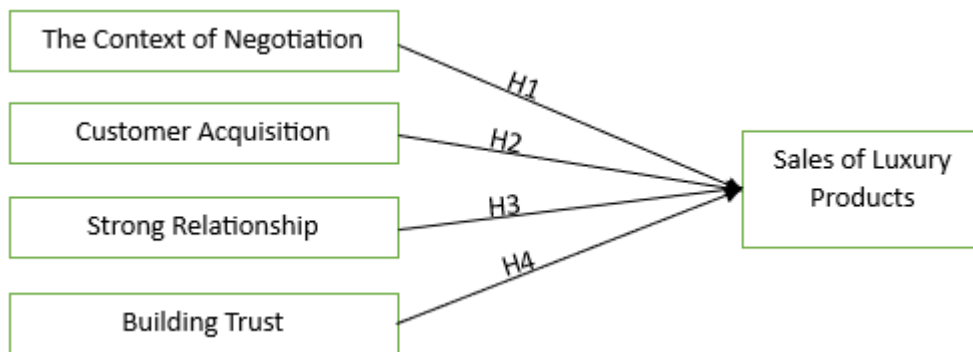 The Context of Negotiation
H1
Customer Acquisition
H2
Sales of Luxury
Products
Strong Relationship
H3
H4
Building Trust